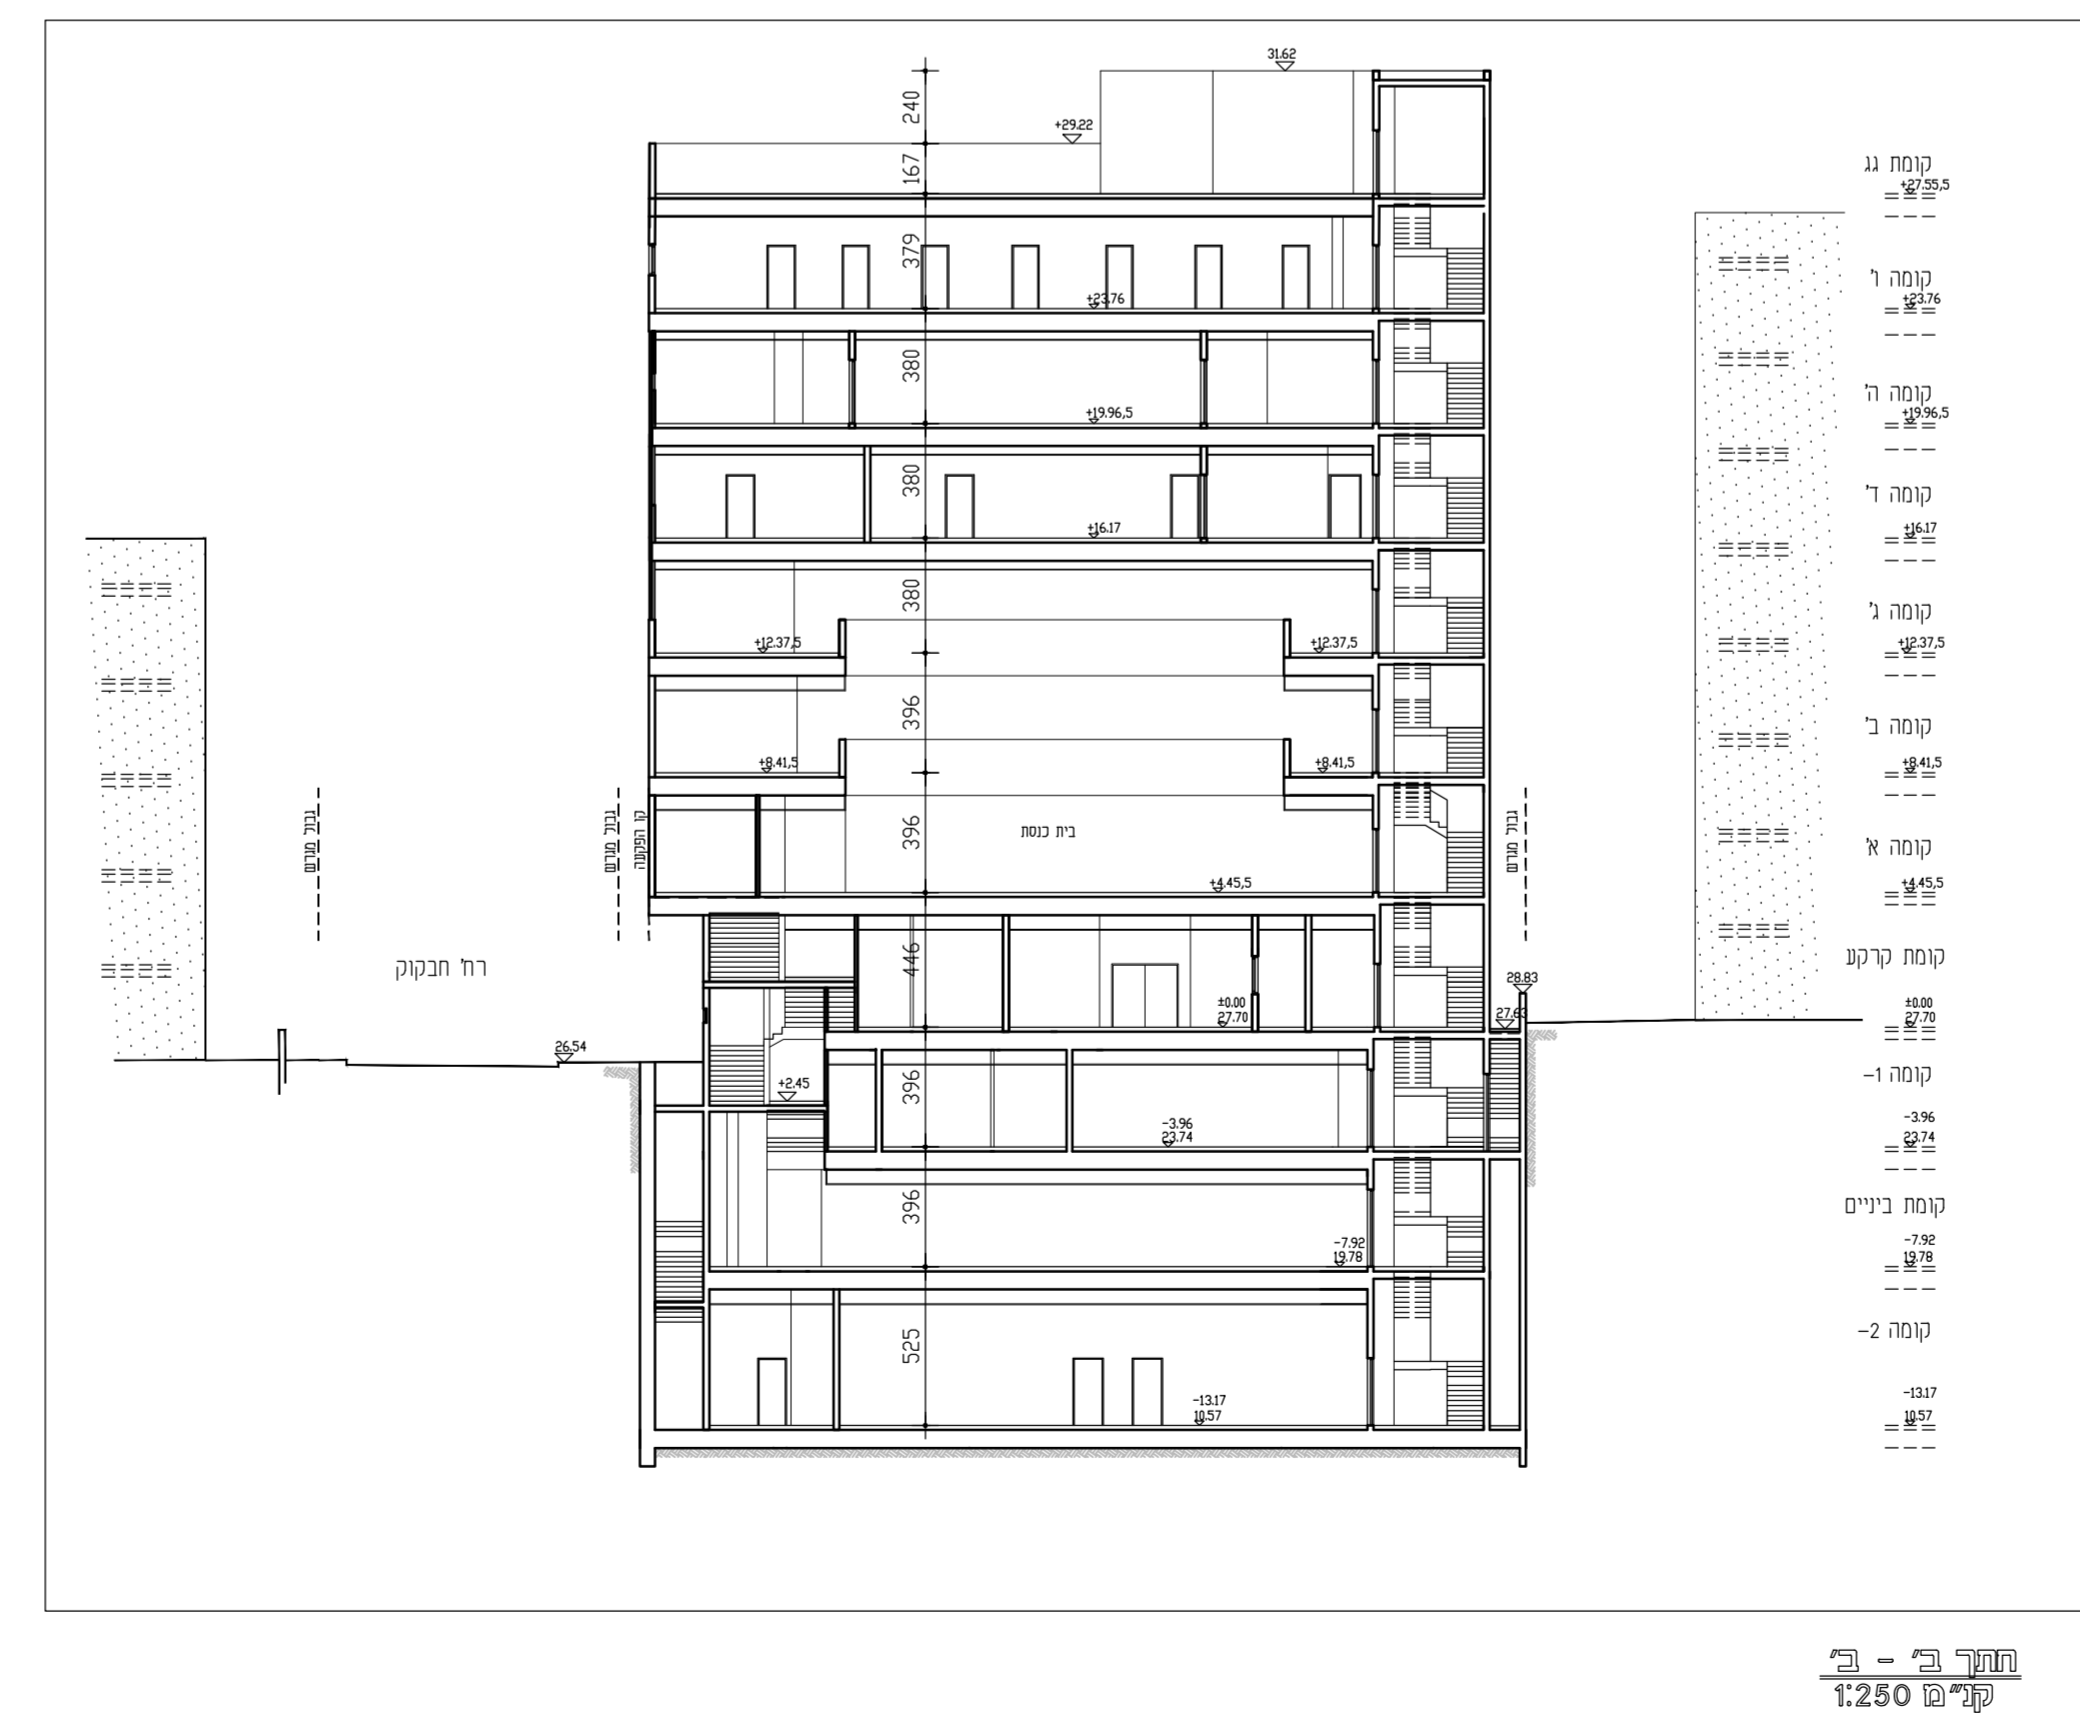 31.62
240
+29.22
167
קומת גג
+27.55,5
379
קומה ו'
+23.76
+23.76
380
קומה ה'
+19.96,5
+19.96,5
380
קומה ד'
+16.17
+16.17
380
קומה ג'
+12.37,5
+12.37,5
+12.37,5
396
קומה ב'
+8.41,5
+8.41,5
+8.41,5
גבול מגרש
גבול מגרש
קו הפקעה
396
בית כנסת
גבול מגרש
קומה א'
+4.45,5
+4.45,5
רח' חבקוק
446
קומת קרקע
28.83
±0.00
27.70
27.63
±0.00
27.70
26.54
+2.45
396
קומה 1-
-3.96
23.74
-3.96
23.74
396
קומת ביניים
-7.92
19.78
-7.92
19.78
525
קומה 2-
-13.17
10.57
-13.17
10.57
חתך ב' - ב'
קנ"מ 1:250